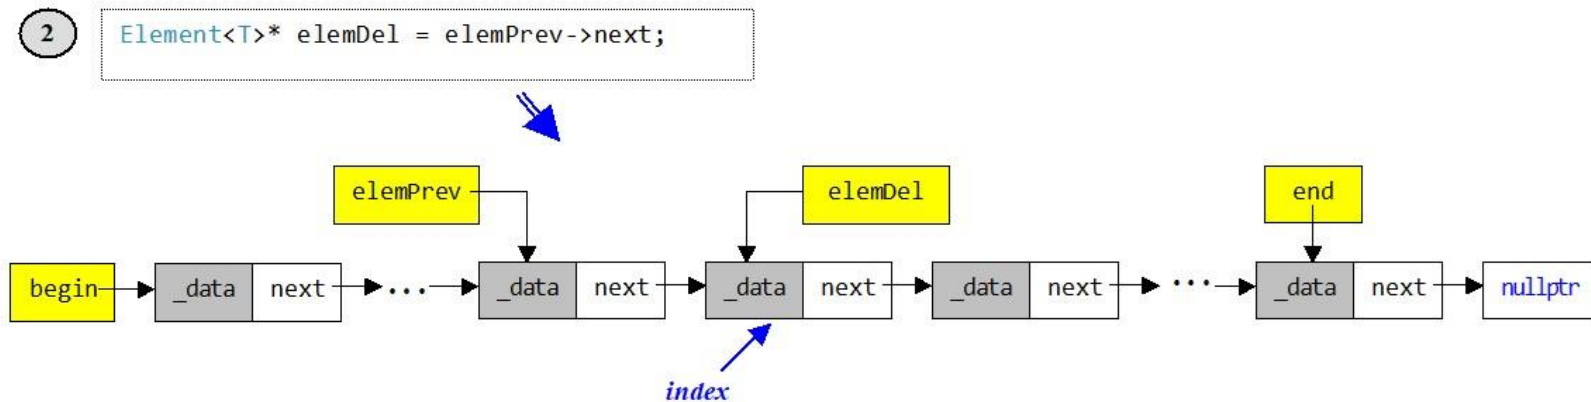 2
Element<T>* elemDel = elemPrev->next;
elemPrev
elemDel
end
begin
_data next
...
_data next
_data next
_data next
...
_data next
nullptr
index